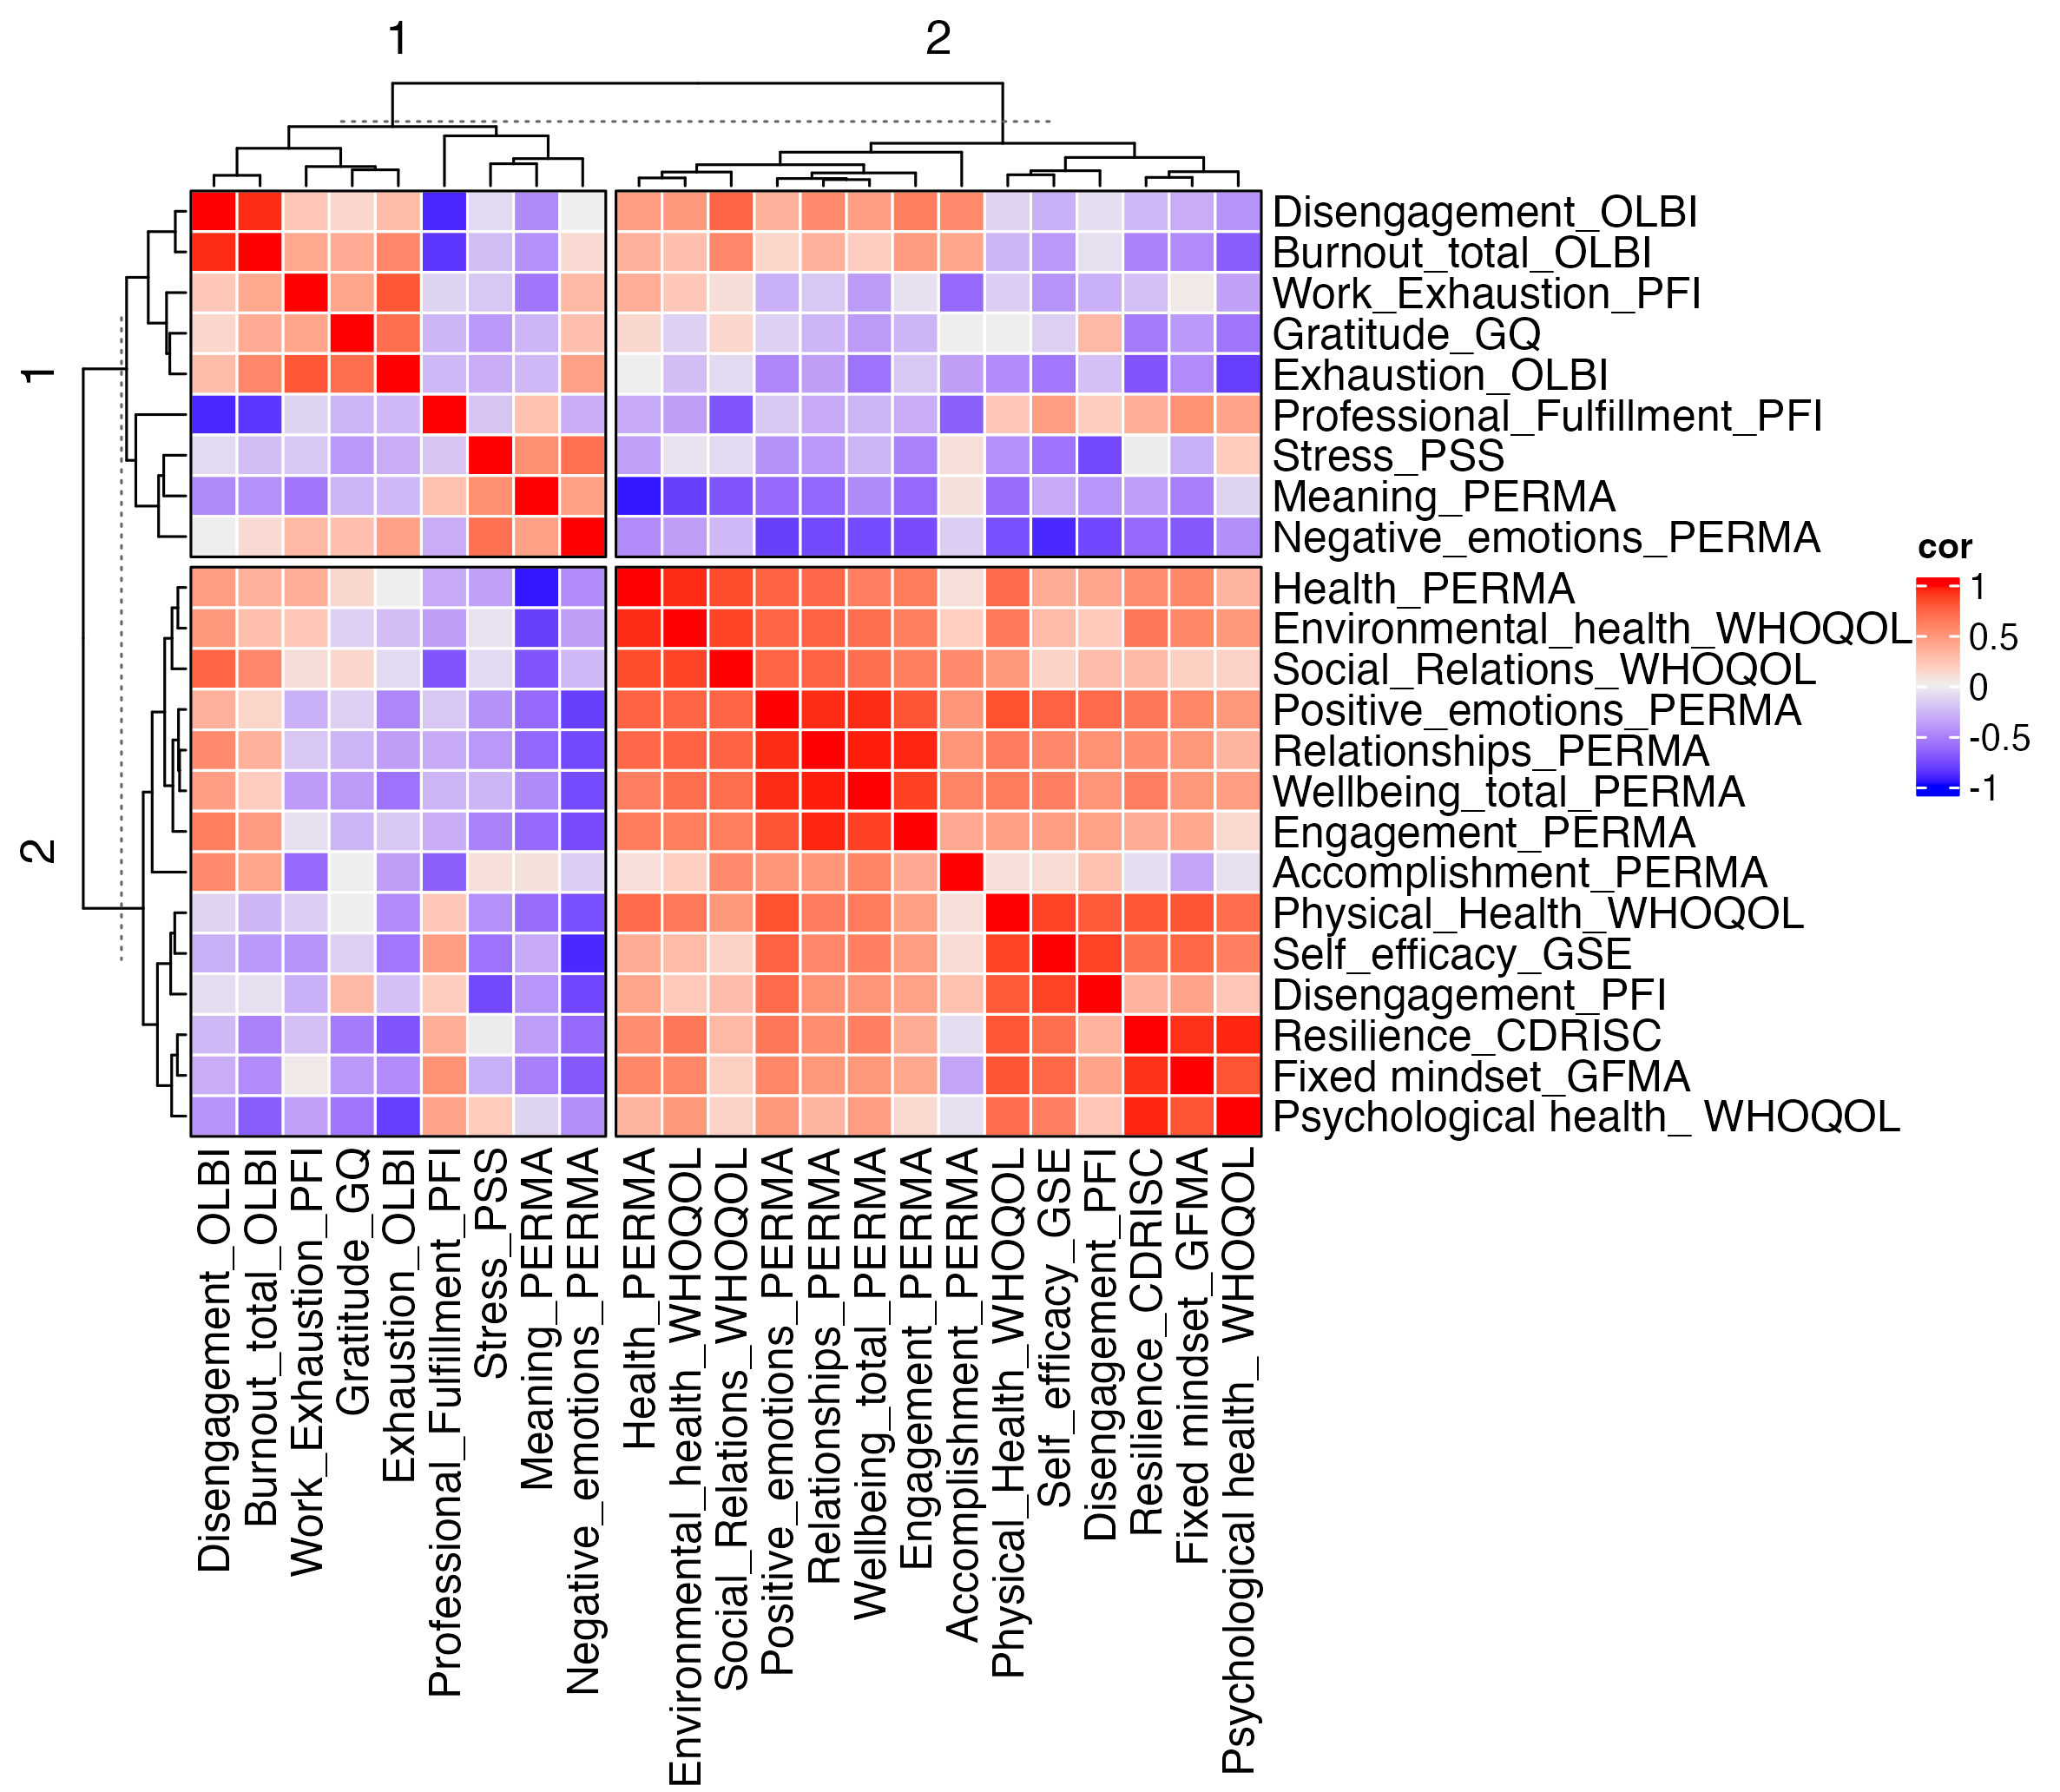 1
2
1
2
Disengagement_OLBI
Burnout_total_OLBI
Work_Exhaustion_PFI
Gratitude_GQ
Exhaustion_OLBI
Professional_Fulfillment_PFI
Stress_PSS
Meaning_PERMA
Negative_emotions_PERMA
Health_PERMA
Environmental_health_WHOQOL
Social_Relations_WHOQOL
Positive_emotions_PERMA
Relationships_PERMA
Wellbeing_total_PERMA
Engagement_PERMA
Accomplishment_PERMA
Physical_Health_WHOQOL
Self_efficacy_GSE
Disengagement_PFI
Resilience_CDRISC
Fixed mindset_GFMA
Psychological health_ WHOQOL
cor
1
0.5
0
-0.5
-1
Disengagement_OLBI
Burnout_total_OLBI
Work_Exhaustion_PFI
Gratitude_GQ
Exhaustion_OLBI
Professional_Fulfillment_PFI
Stress_PSS
Meaning_PERMA
Negative_emotions_PERMA
Health_PERMA
Environmental_health_WHOQOL
Social_Relations_WHOQOL
Positive_emotions_PERMA
Relationships_PERMA
Wellbeing_total_PERMA
Engagement_PERMA
Accomplishment_PERMA
Physical_Health_WHOQOL
Self_efficacy_GSE
Disengagement_PFI
Resilience_CDRISC
Fixed mindset_GFMA
Psychological health_ WHOQOL